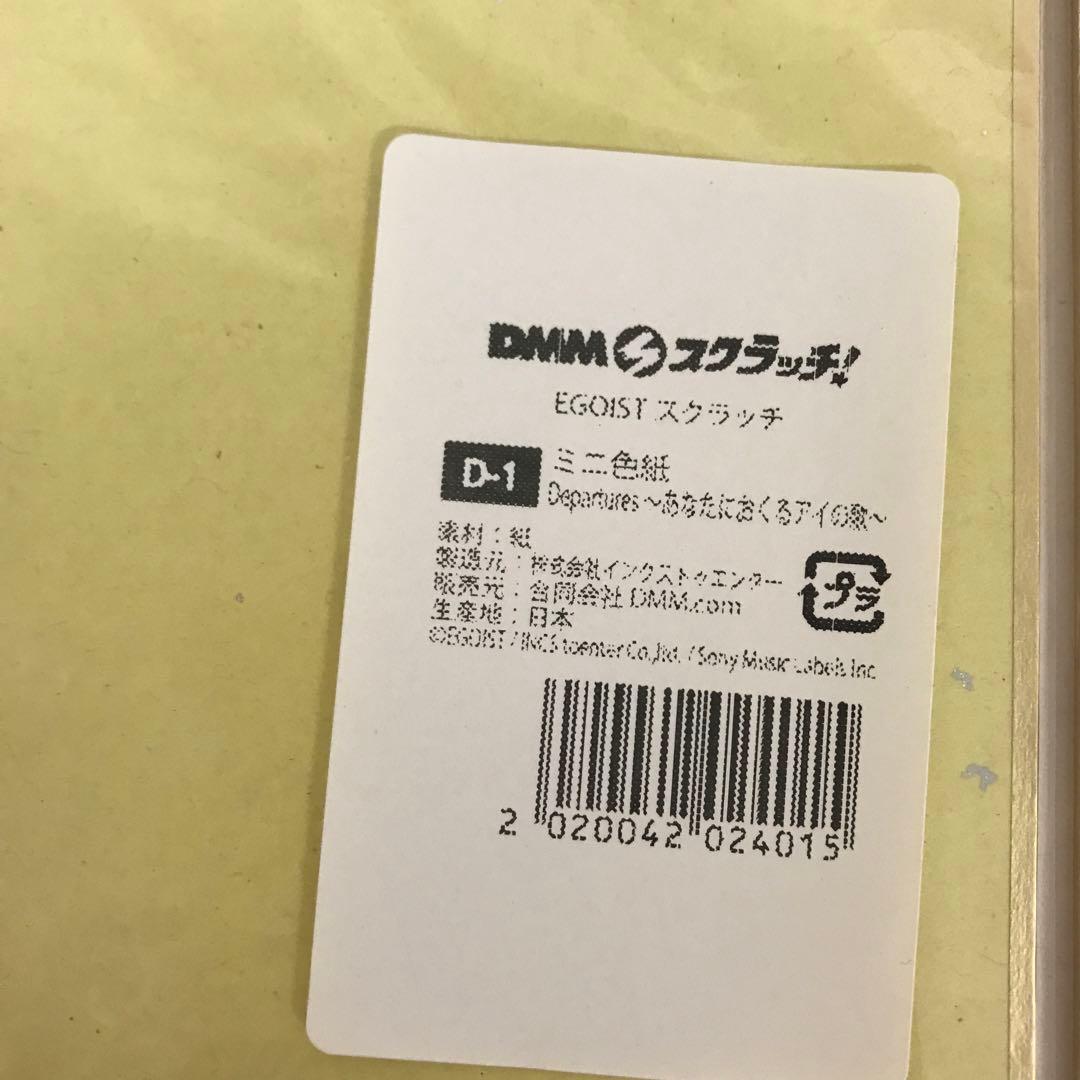 DMMスクラッチ!
EGOIST スクラッチ
D-1 ミニ色紙
Departures ～あなたにおくるアイの歌～
素材：紙
製造元：株式会社インクストゥエンター
販売元：合同会社 DMM.com
生産地：日本
プラ
©EGOIST / INCS toenter Co.,ltd. / Sony Music Labels Inc
2 020042 024015